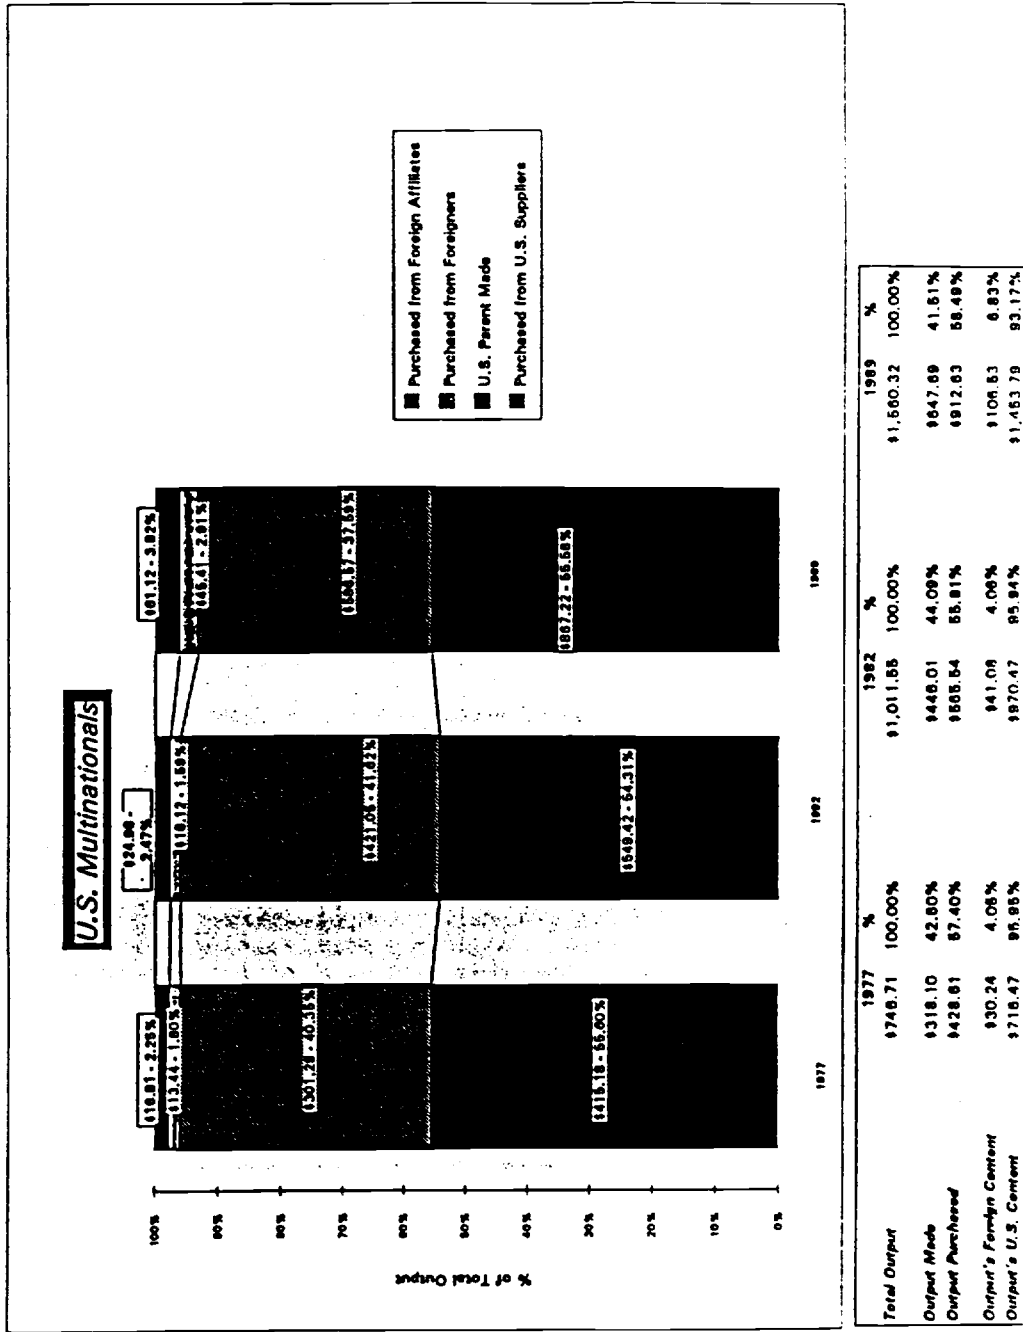 U.S. Multinationals
% of Total Output
100%
90%
80%
70%
60%
50%
40%
30%
20%
10%
0%
$16.81 - 2.25%
$13.44 - 1.80%
$301.29 - 40.35%
$415.18 - 55.60%
1977
$24.96 -
2.47%
$16.12 - 1.59%
$421.05 - 41.62%
$549.42 - 54.31%
1982
$61.12 - 3.92%
$45.41 - 2.91%
$586.57 - 37.59%
$867.22 - 55.58%
1989
Purchased from Foreign Affiliates
Purchased from Foreigners
U.S. Parent Made
Purchased from U.S. Suppliers
1977 % 1982 % 1989 %
Total Output $746.71 100.00% $1,011.55 100.00% $1,560.32 100.00%
Output Made $318.10 42.60% $446.01 44.09% $647.69 41.51%
Output Purchased $428.61 57.40% $565.54 55.91% $912.63 58.49%
Output's Foreign Content $30.24 4.05% $41.08 4.06% $106.53 6.83%
Output's U.S. Content $716.47 95.95% $970.47 95.94% $1,453.79 93.17%